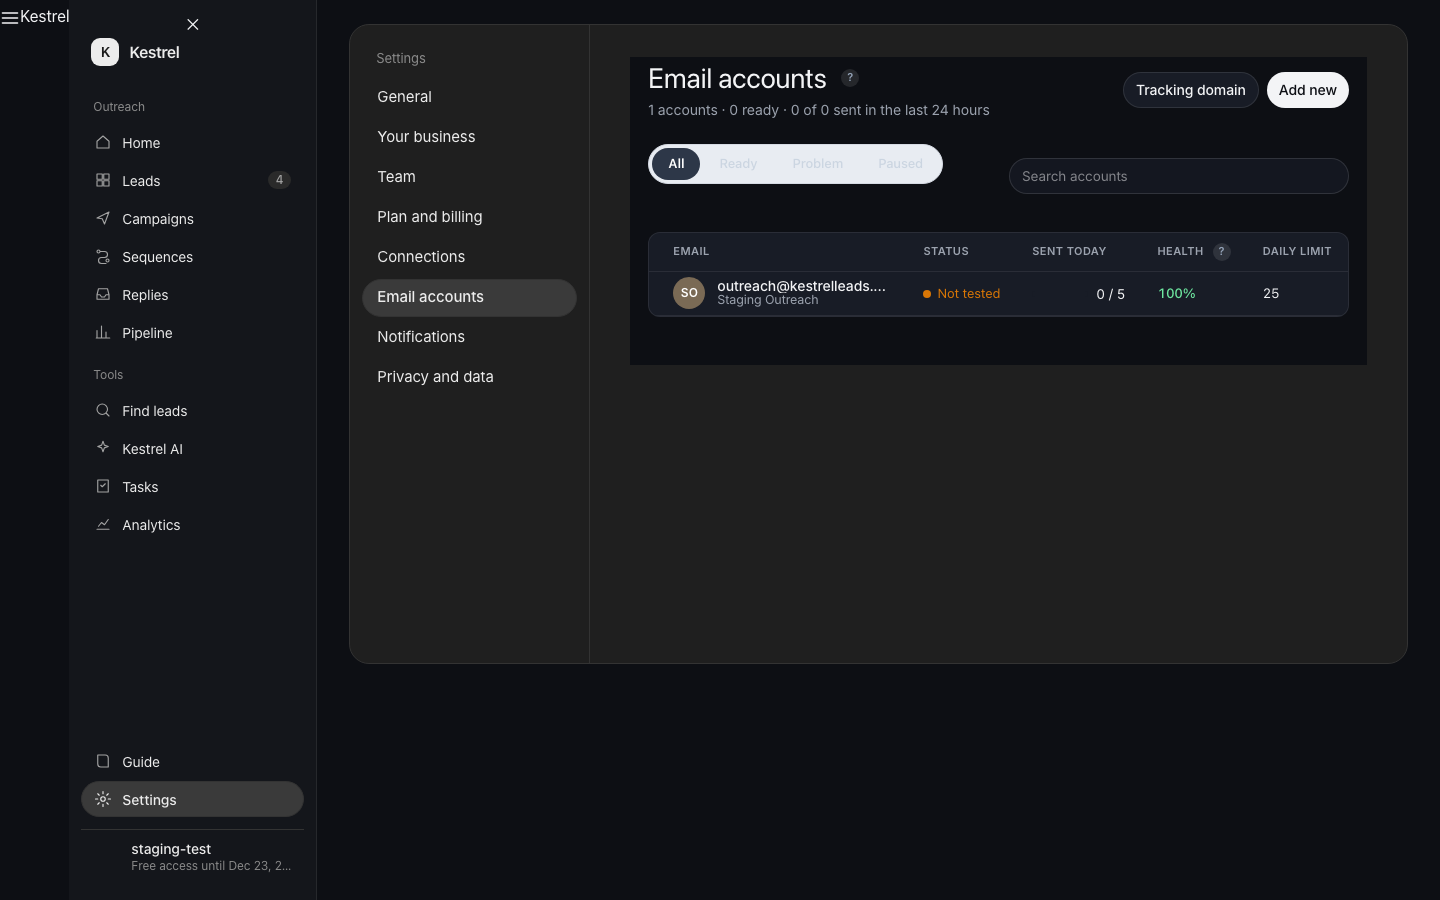 Kestrel
K Kestrel
Outreach
Home
Leads 4
Campaigns
Sequences
Replies
Pipeline
Tools
Find leads
Kestrel AI
Tasks
Analytics
Guide
Settings
staging-test
Free access until Dec 23, 2...
Settings
General
Your business
Team
Plan and billing
Connections
Email accounts
Notifications
Privacy and data
Email accounts ?
1 accounts · 0 ready · 0 of 0 sent in the last 24 hours
Tracking domain Add new
All Ready Problem Paused
Search accounts
EMAIL STATUS SENT TODAY HEALTH ? DAILY LIMIT
SO outreach@kestrelleads.... Not tested 0 / 5 100% 25
Staging Outreach